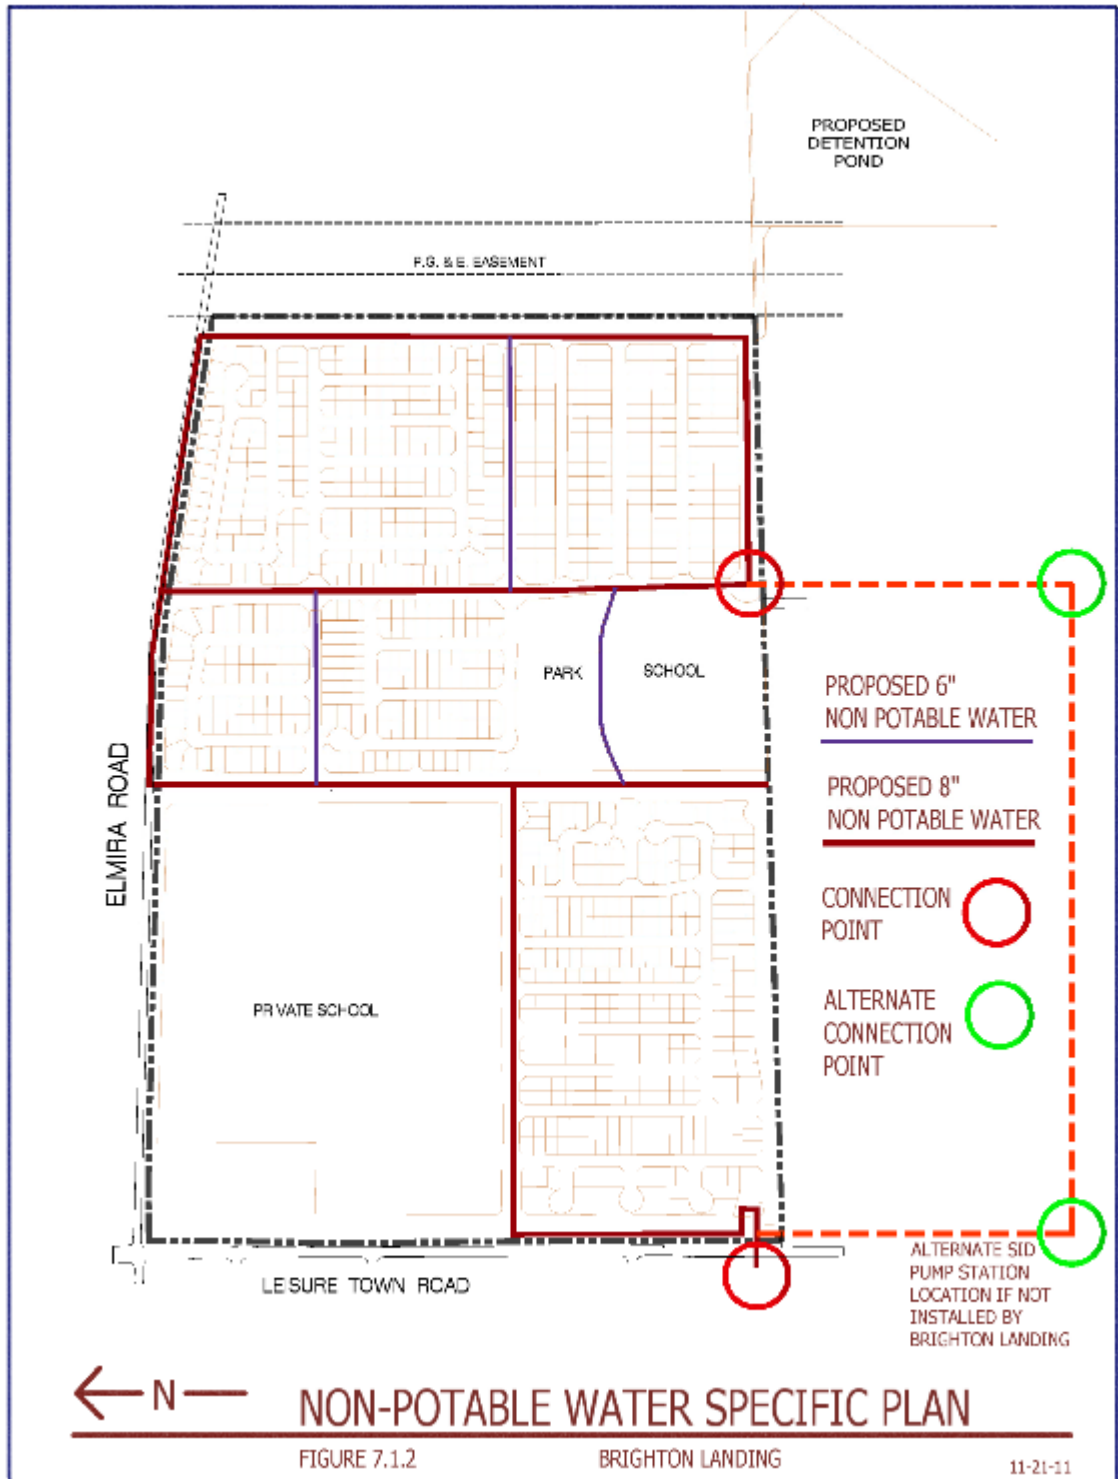 PROPOSED
DETENTION
POND
P.G. & E. EASEMENT
PARK
SCHOOL
ELMIRA ROAD
PROPOSED 6"
NON POTABLE WATER
PROPOSED 8"
NON POTABLE WATER
CONNECTION
POINT
ALTERNATE
CONNECTION
POINT
PRIVATE SCHOOL
LEISURE TOWN ROAD
ALTERNATE SID
PUMP STATION
LOCATION IF NOT
INSTALLED BY
BRIGHTON LANDING
N
NON-POTABLE WATER SPECIFIC PLAN
FIGURE 7.1.2
BRIGHTON LANDING
11-21-11